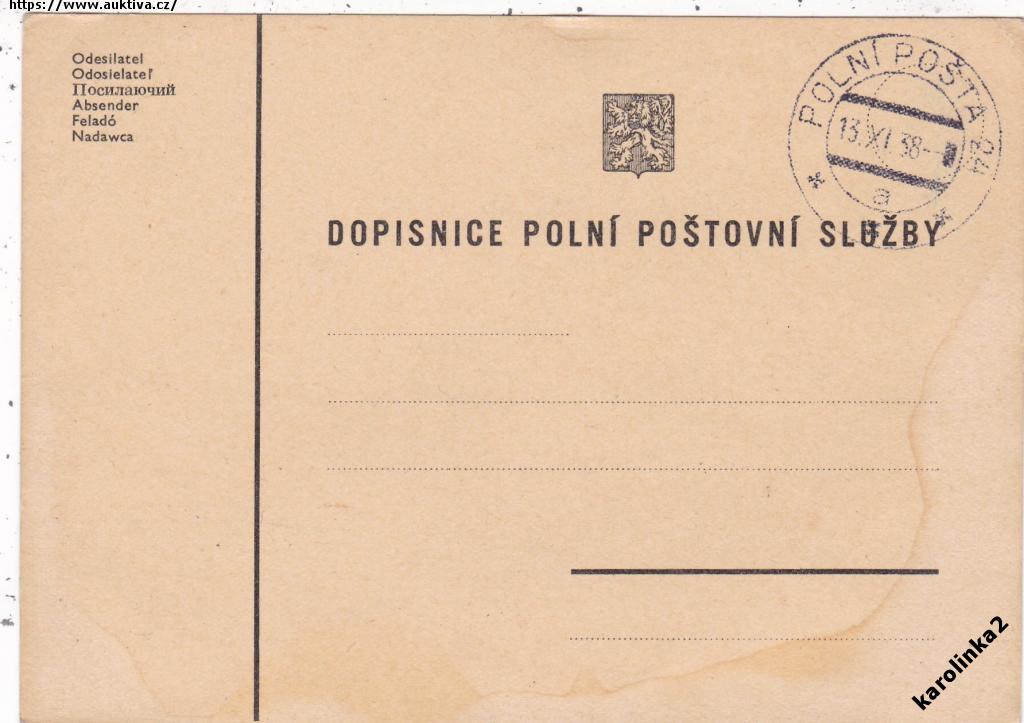 https://www.auktiva.cz/
Odesilatel
Odosielateľ
Посилаючий
Absender
Feladó
Nadawca
POLNÍ POŠTA 24
13.XI.38-
a
DOPISNICE POLNÍ POŠTOVNÍ SLUŽBY
karolinka2